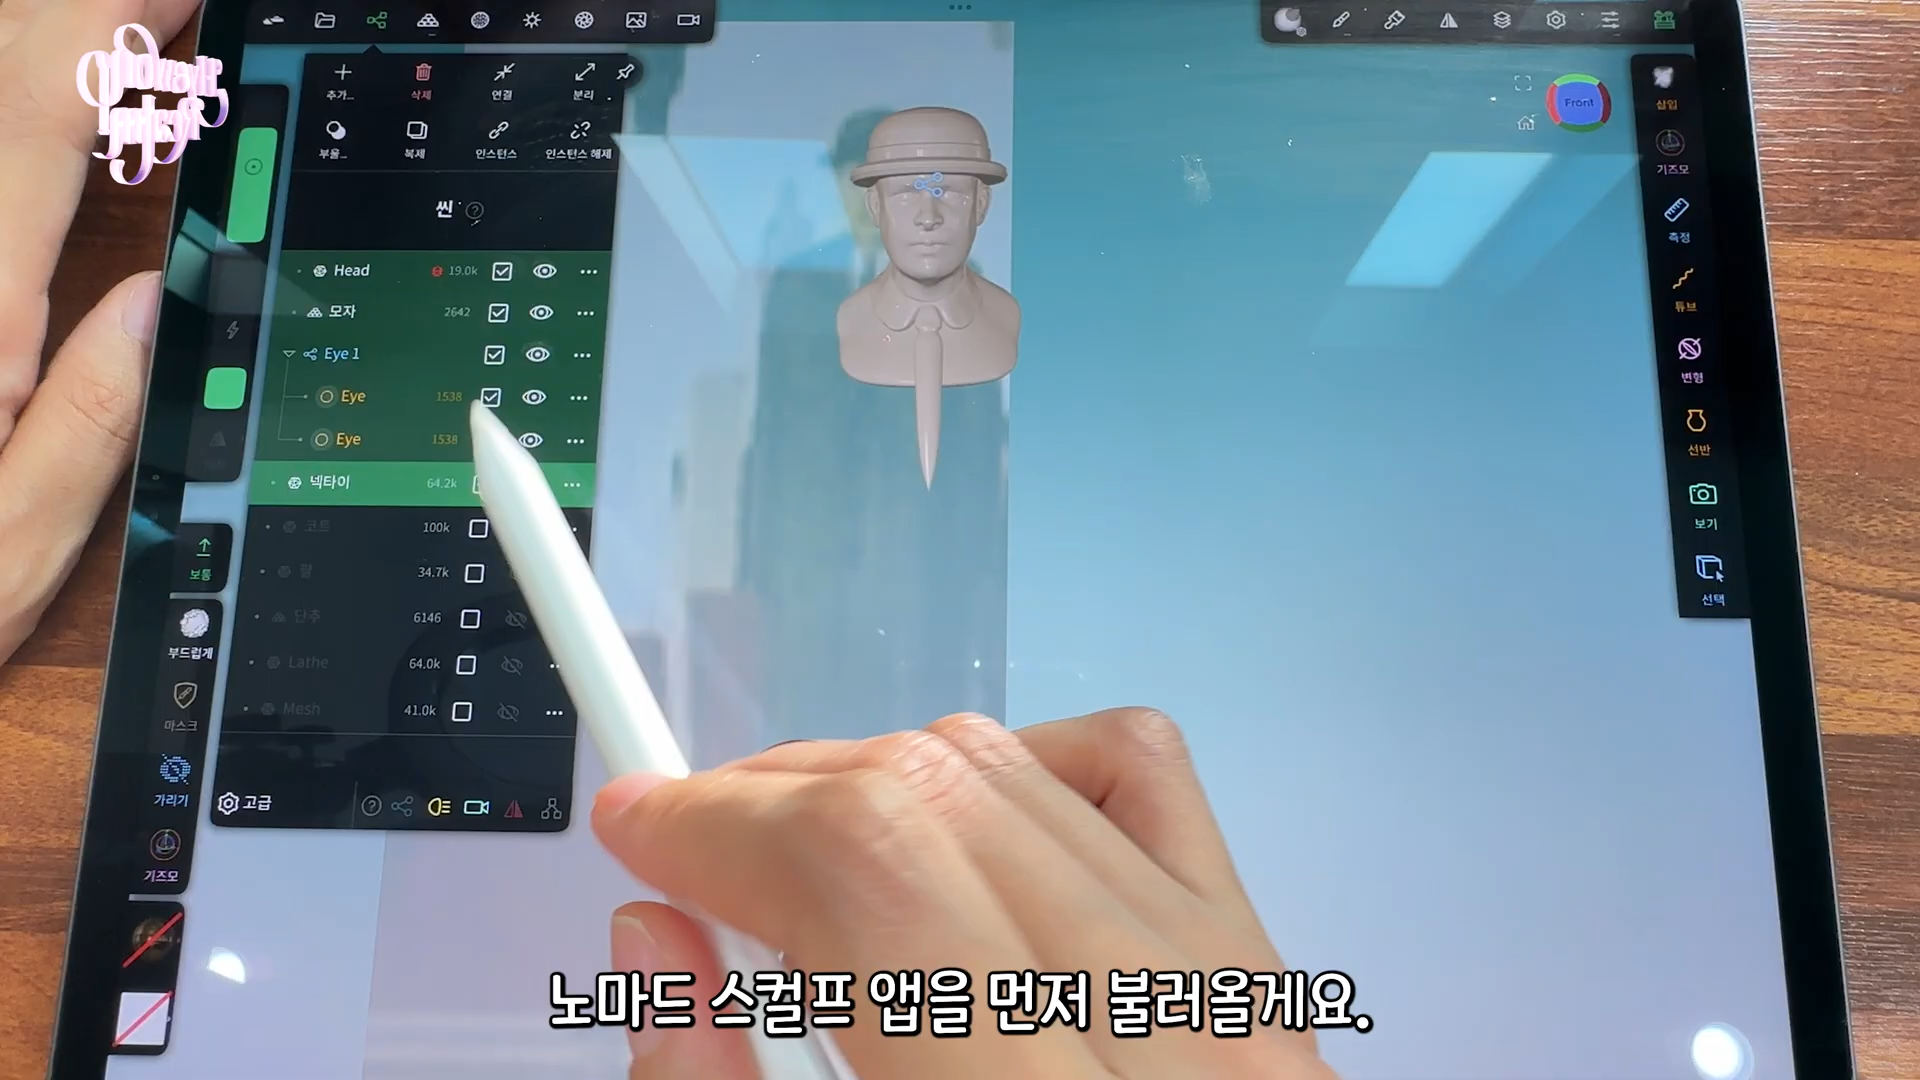 추가...
삭제
연결
분리
부울...
복제
인스턴스
인스턴스 해제
씬 ?
Head 19.0k
모자 2642
Eye 1
Eye 1538
Eye 1538
넥타이 64.2k
코트 100k
팔 34.7k
단추 6146
Lathe 64.0k
Mesh 41.0k
고급
보통
부드럽게
마스크
가리기
기즈모
Front
삽입
기즈모
측정
튜브
변형
선반
보기
선택
노마드 스컬프 앱을 먼저 불러올게요.